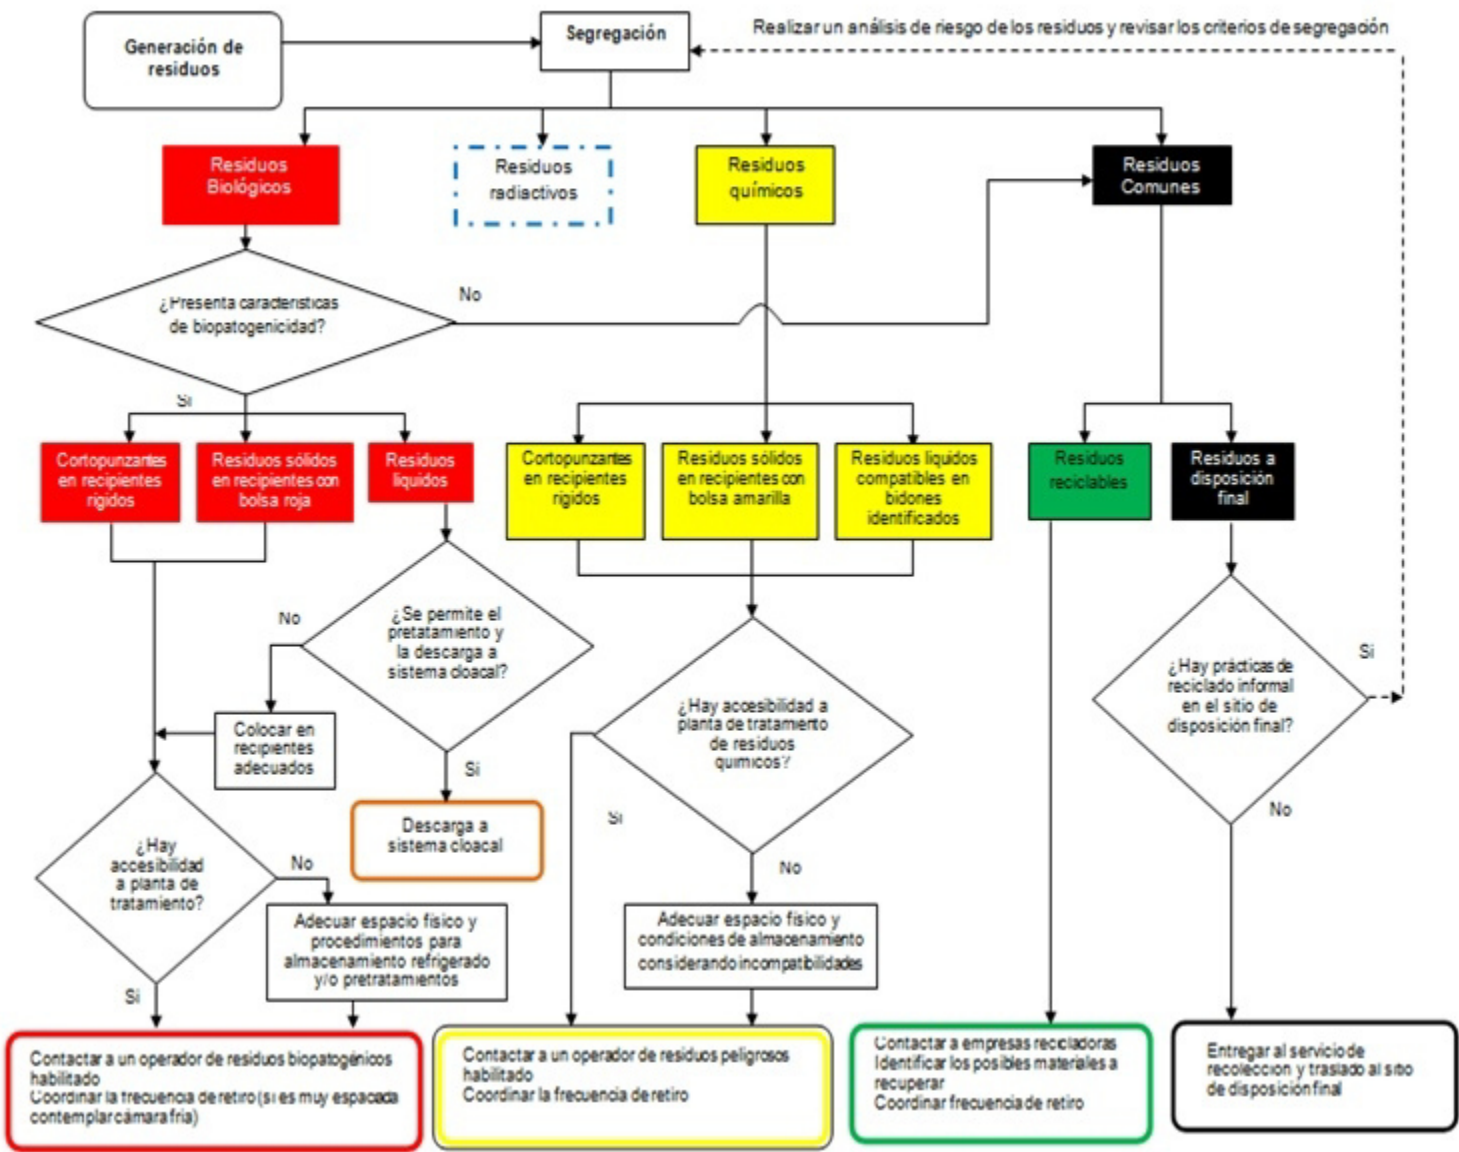 Generación de
residuos
Segregación
Realizar un análisis de riesgo de los residuos y revisar los criterios de segregación
Residuos
Biológicos
Residuos
radiactivos
Residuos
químicos
Residuos
Comunes
¿Presenta características
de biopatogenicidad?
No
Si
Cortopunzantes
en recipientes
rígidos
Residuos sólidos
en recipientes con
bolsa roja
Residuos
líquidos
Cortopunzantes
en recipientes
rígidos
Residuos sólidos
en recipientes con
bolsa amarilla
Residuos líquidos
compatibles en
bidones
identificados
Residuos
reciclables
Residuos a
disposición
final
¿Se permite el
pretatamiento y
la descarga a
sistema cloacal?
No
Si
Colocar en
recipientes
adecuados
Descarga a
sistema cloacal
¿Hay accesibilidad a
planta de tratamiento
de residuos
químicos?
Si
No
¿Hay prácticas de
reciclado informal
en el sitio de
disposición final?
Si
No
¿Hay
accesibilidad
a planta de
tratamiento?
No
Si
Adecuar espacio físico y
procedimientos para
almacenamiento refrigerado
y/o pretratamientos
Adecuar espacio físico y
condiciones de almacenamiento
considerando incompatibilidades
Contactar a un operador de residuos biopatogénicos
habilitado
Coordinar la frecuencia de retiro (si es muy espaciada
contemplar cámara fría)
Contactar a un operador de residuos peligrosos
habilitado
Coordinar la frecuencia de retiro
Contactar a empresas recicladoras
Identificar los posibles materiales a
recuperar
Coordinar frecuencia de retiro
Entregar al servicio de
recolección y traslado al sitio
de disposición final